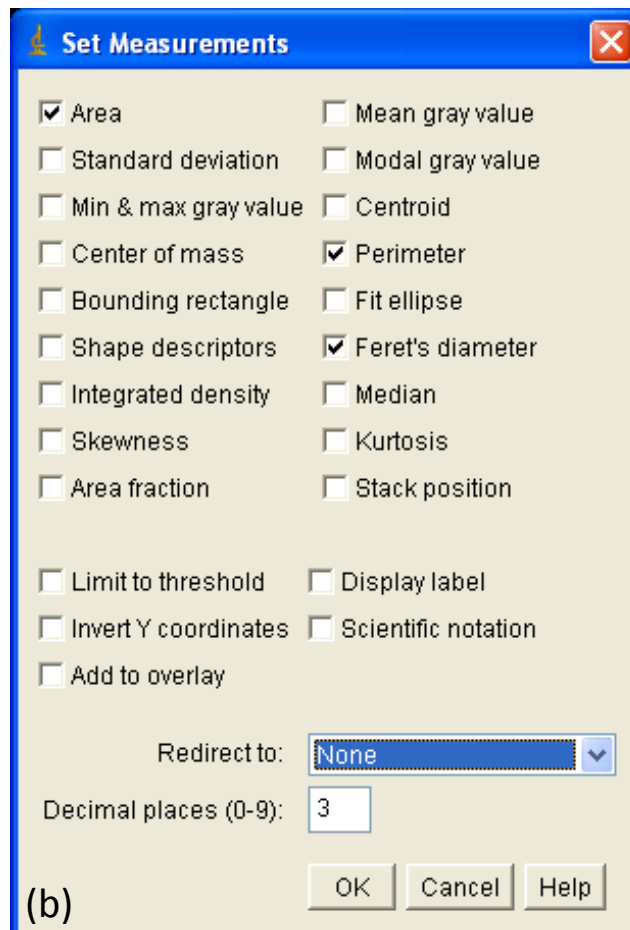 Set Measurements
Area Mean gray value
Standard deviation Modal gray value
Min & max gray value Centroid
Center of mass Perimeter
Bounding rectangle Fit ellipse
Shape descriptors Feret's diameter
Integrated density Median
Skewness Kurtosis
Area fraction Stack position
Limit to threshold Display label
Invert Y coordinates Scientific notation
Add to overlay
Redirect to: None
Decimal places (0-9): 3
OK Cancel Help
(b)